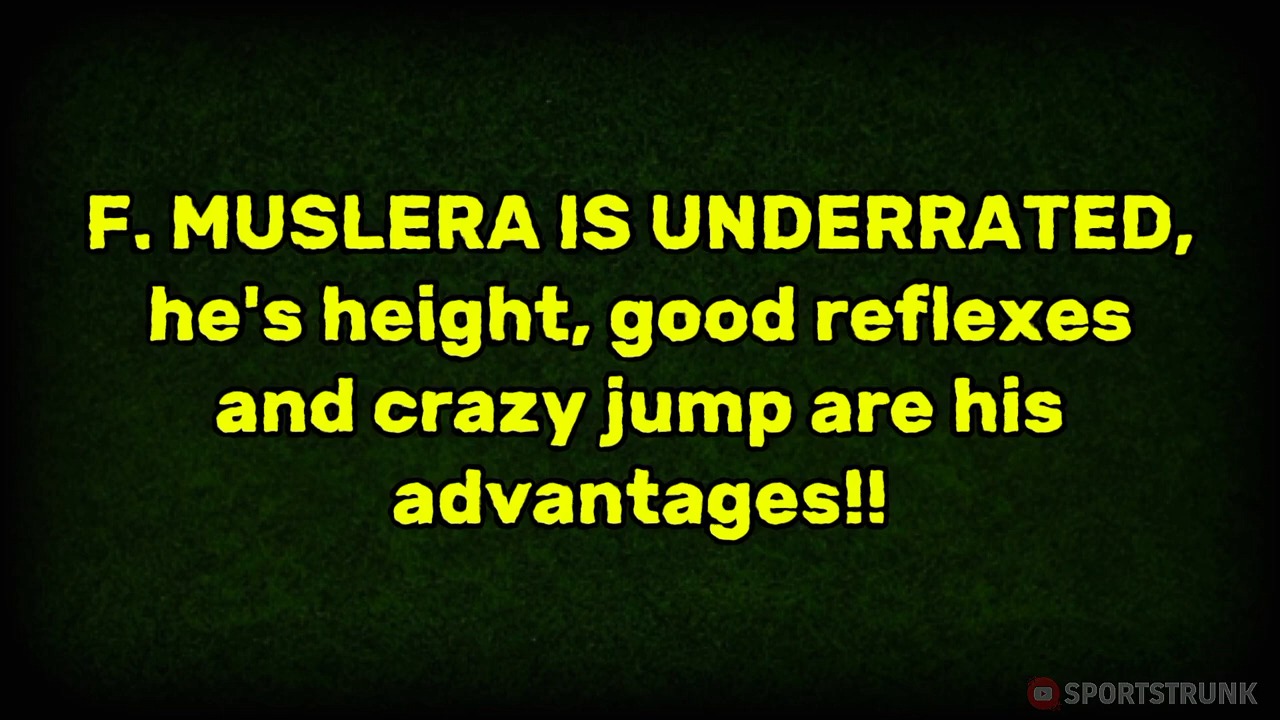 F. MUSLERA IS UNDERRATED,
he's height, good reflexes
and crazy jump are his
advantages!!
SPORTSTRUNK